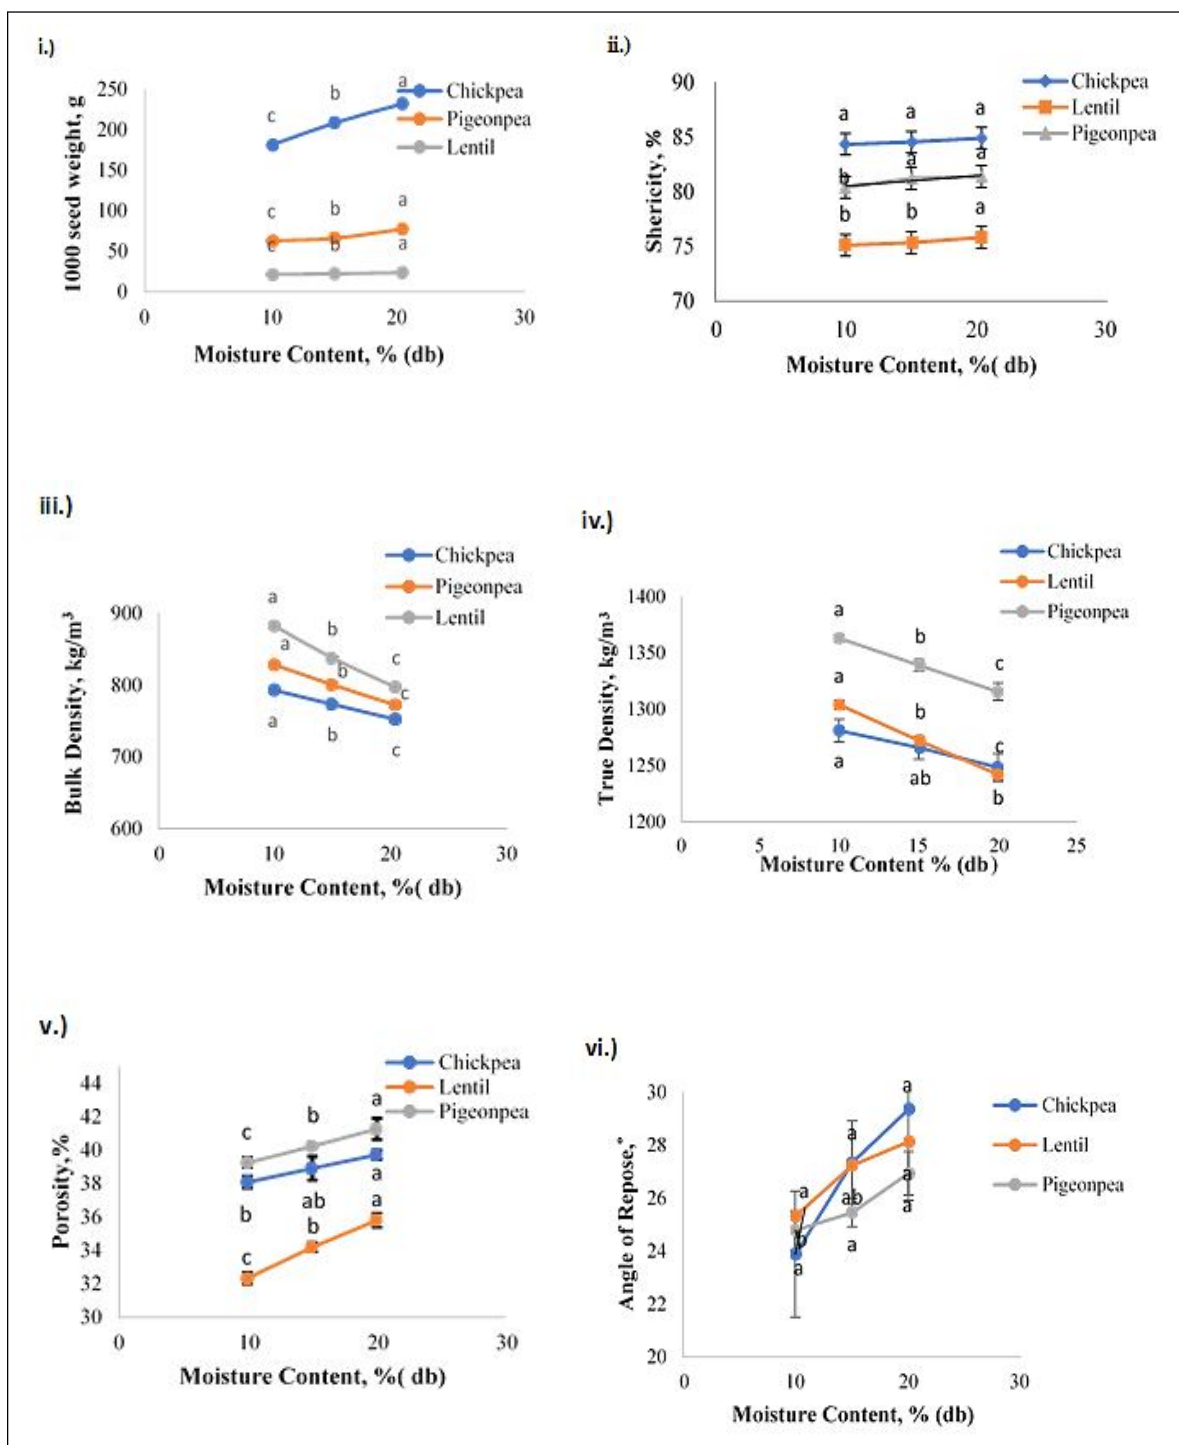 i.)
1000 seed weight, g
250
200
150
100
50
0
c b a
c b a
c b a
Chickpea
Pigeonpea
Lentil
0 10 20 30
Moisture Content, % (db)
ii.)
Shericity, %
90
85
80
75
70
a a a
b a a
b b a
Chickpea
Lentil
Pigeonpea
0 10 20 30
Moisture Content, %( db)
iii.)
Bulk Density, kg/m³
900
800
700
600
a b c
a b c
a b c
Chickpea
Pigeonpea
Lentil
0 10 20 30
Moisture Content, %( db)
iv.)
True Density, kg/m³
1400
1350
1300
1250
1200
a b c
a b c
a ab b
Chickpea
Lentil
Pigeonpea
0 5 10 15 20 25
Moisture Content % (db)
v.)
Porosity,%
44
42
40
38
36
34
32
30
c b a
b ab a
c b a
Chickpea
Lentil
Pigeonpea
0 10 20 30
Moisture Content, %( db)
vi.)
Angle of Repose,°
30
28
26
24
22
20
a a a
b ab a
a a a
Chickpea
Lentil
Pigeonpea
0 10 20 30
Moisture Content, % (db)